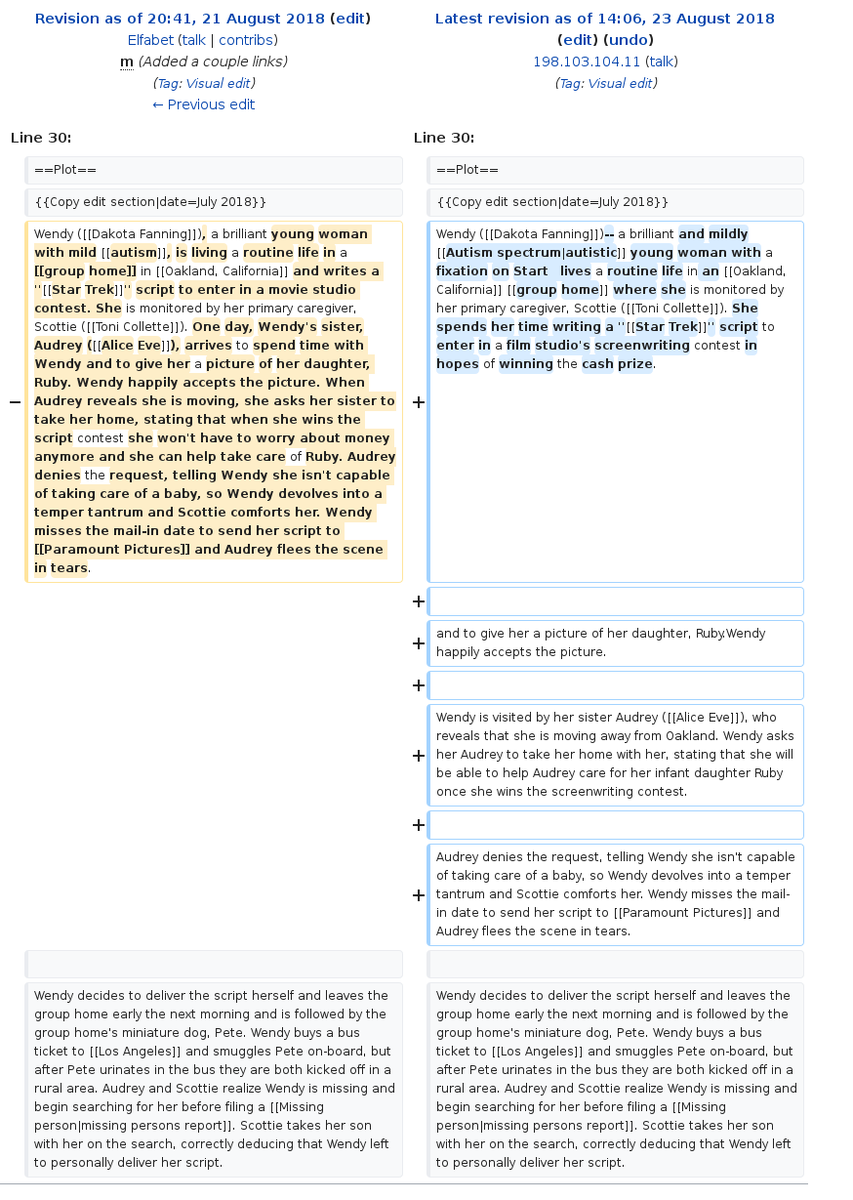 Revision as of 20:41, 21 August 2018 (edit)
Elfabet (talk | contribs)
m (Added a couple links)
(Tag: Visual edit)
← Previous edit
Latest revision as of 14:06, 23 August 2018
(edit) (undo)
198.103.104.11 (talk)
(Tag: Visual edit)
Line 30:
Line 30:
==Plot==
==Plot==
{{Copy edit section|date=July 2018}}
{{Copy edit section|date=July 2018}}
−
Wendy ([[Dakota Fanning]]), a brilliant young woman
with mild [[autism]], is living a routine life in a
[[group home]] in [[Oakland, California]] and writes a
''[[Star Trek]]'' script to enter in a movie studio
contest. She is monitored by her primary caregiver,
Scottie ([[Toni Collette]]). One day, Wendy's sister,
Audrey ([[Alice Eve]]), arrives to spend time with
Wendy and to give her a picture of her daughter,
Ruby. Wendy happily accepts the picture. When
Audrey reveals she is moving, she asks her sister to
take her home, stating that when she wins the
script contest she won't have to worry about money
anymore and she can help take care of Ruby. Audrey
denies the request, telling Wendy she isn't capable
of taking care of a baby, so Wendy devolves into a
temper tantrum and Scottie comforts her. Wendy
misses the mail-in date to send her script to
[[Paramount Pictures]] and Audrey flees the scene
in tears.
+
Wendy ([[Dakota Fanning]])-- a brilliant and mildly
[[Autism spectrum|autistic]] young woman with a
fixation on Start   lives a routine life in an [[Oakland,
California]] [[group home]] where she is monitored by
her primary caregiver, Scottie ([[Toni Collette]]). She
spends her time writing a ''[[Star Trek]]'' script to
enter in a film studio's screenwriting contest in
hopes of winning the cash prize.
+
+
and to give her a picture of her daughter, Ruby.Wendy
happily accepts the picture.
+
+
Wendy is visited by her sister Audrey ([[Alice Eve]]), who
reveals that she is moving away from Oakland. Wendy asks
her Audrey to take her home with her, stating that she will
be able to help Audrey care for her infant daughter Ruby
once she wins the screenwriting contest.
+
+
Audrey denies the request, telling Wendy she isn't capable
of taking care of a baby, so Wendy devolves into a temper
tantrum and Scottie comforts her. Wendy misses the mail-
in date to send her script to [[Paramount Pictures]] and
Audrey flees the scene in tears.
Wendy decides to deliver the script herself and leaves the
group home early the next morning and is followed by the
group home's miniature dog, Pete. Wendy buys a bus
ticket to [[Los Angeles]] and smuggles Pete on-board, but
after Pete urinates in the bus they are both kicked off in a
rural area. Audrey and Scottie realize Wendy is missing and
begin searching for her before filing a [[Missing
person|missing persons report]]. Scottie takes her son
with her on the search, correctly deducing that Wendy left
to personally deliver her script.
Wendy decides to deliver the script herself and leaves the
group home early the next morning and is followed by the
group home's miniature dog, Pete. Wendy buys a bus
ticket to [[Los Angeles]] and smuggles Pete on-board, but
after Pete urinates in the bus they are both kicked off in a
rural area. Audrey and Scottie realize Wendy is missing and
begin searching for her before filing a [[Missing
person|missing persons report]]. Scottie takes her son
with her on the search, correctly deducing that Wendy left
to personally deliver her script.